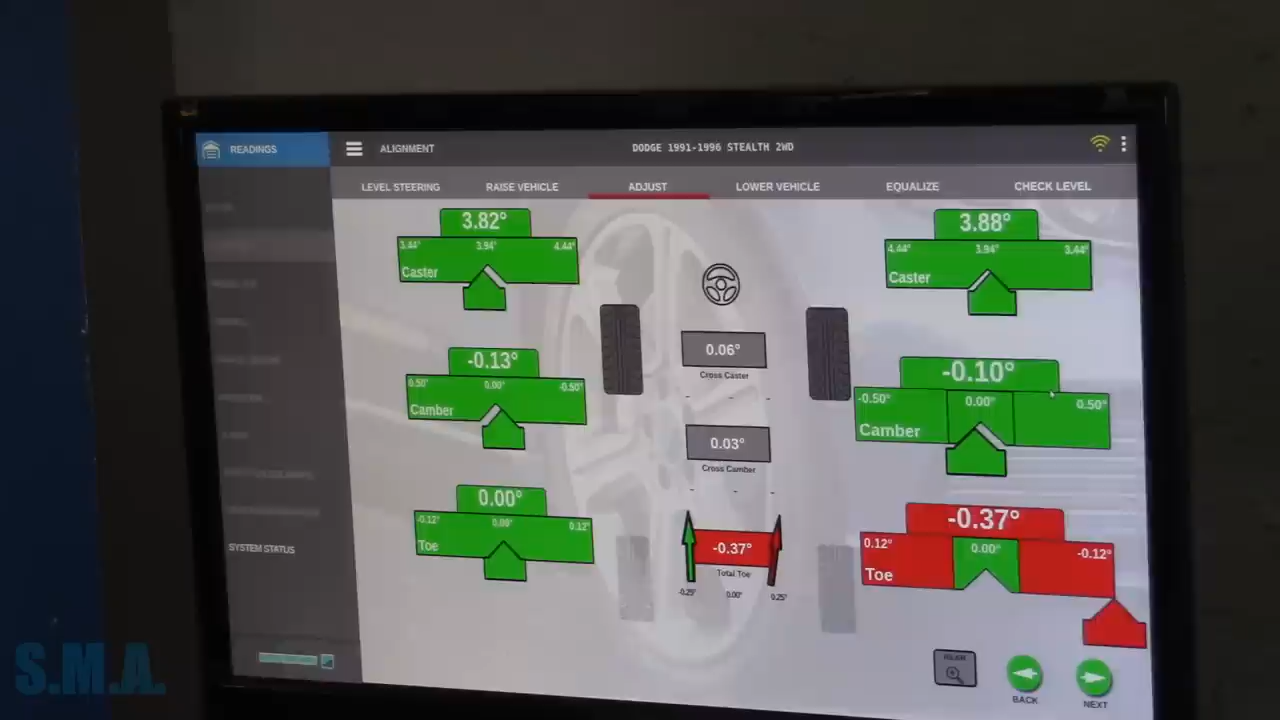 READINGS
ALIGNMENT
DODGE 1991-1996 STEALTH 2WD
LEVEL STEERING
RAISE VEHICLE
ADJUST
LOWER VEHICLE
EQUALIZE
CHECK LEVEL
3.82°
3.44° 3.94° 4.44°
Caster
3.88°
4.44° 3.94° 3.44°
Caster
0.06°
Cross Caster
-0.13°
0.50° 0.00° -0.50°
Camber
-0.10°
-0.50° 0.00° 0.50°
Camber
0.03°
Cross Camber
0.00°
-0.12° 0.00° 0.12°
Toe
-0.37°
Total Toe
-0.25° 0.00° 0.25°
-0.37°
0.12° 0.00° -0.12°
Toe
SYSTEM STATUS
BACK
NEXT
S.M.A.